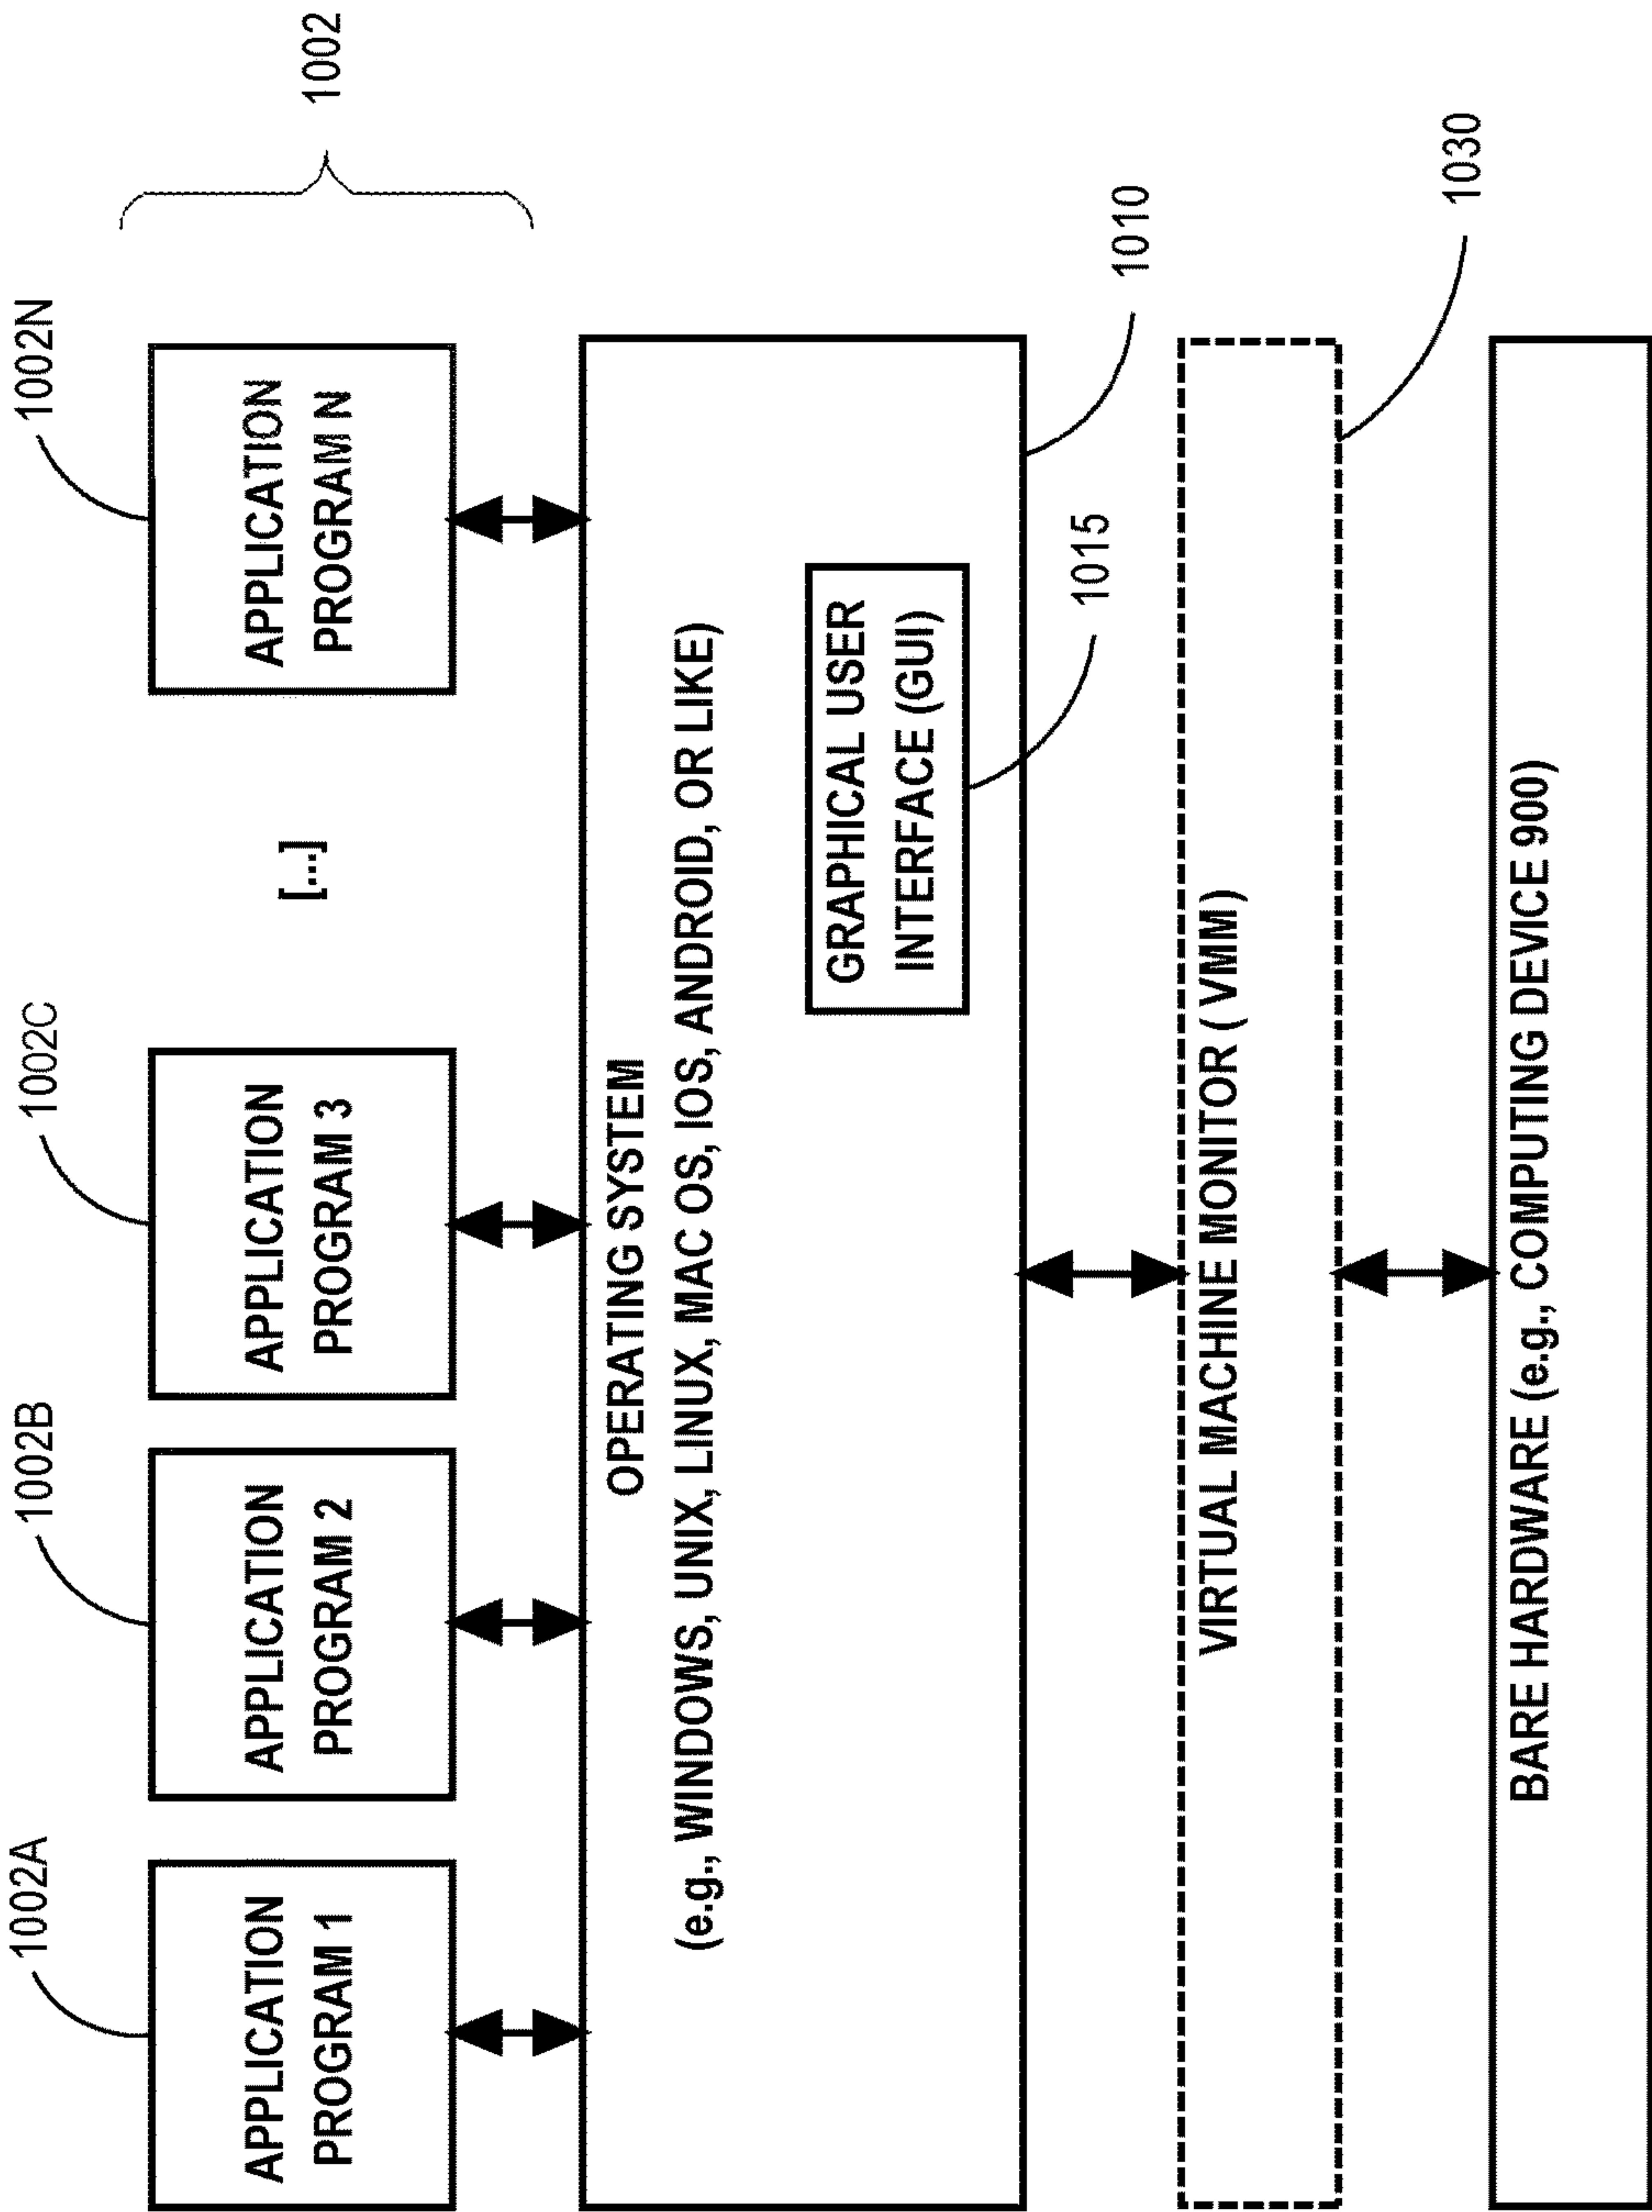 1002A
1002B
1002C
1002N
APPLICATION
PROGRAM 1
APPLICATION
PROGRAM 2
APPLICATION
PROGRAM 3
[...]
APPLICATION
PROGRAM N
1002
OPERATING SYSTEM
(e.g., WINDOWS, UNIX, LINUX, MAC OS, IOS, ANDROID, OR LIKE)
GRAPHICAL USER
INTERFACE (GUI)
1015
1010
VIRTUAL MACHINE MONITOR ( VMM)
1030
BARE HARDWARE (e.g., COMPUTING DEVICE 900)